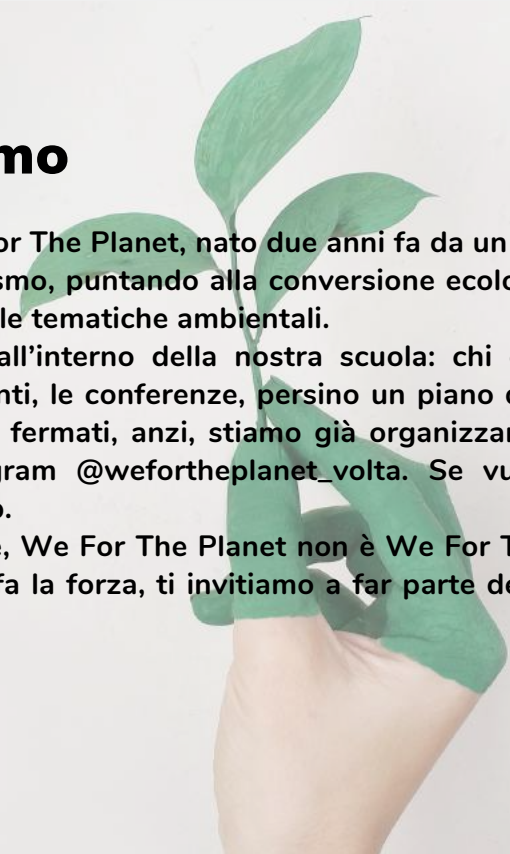 mo
or The Planet, nato due anni fa da un
smo, puntando alla conversione ecolo
le tematiche ambientali.
all’interno della nostra scuola: chi
nti, le conferenze, persino un piano
fermati, anzi, stiamo già organizzar
gram @wefortheplanet_volta. Se vu
o.
e, We For The Planet non è We For T
fa la forza, ti invitiamo a far parte de